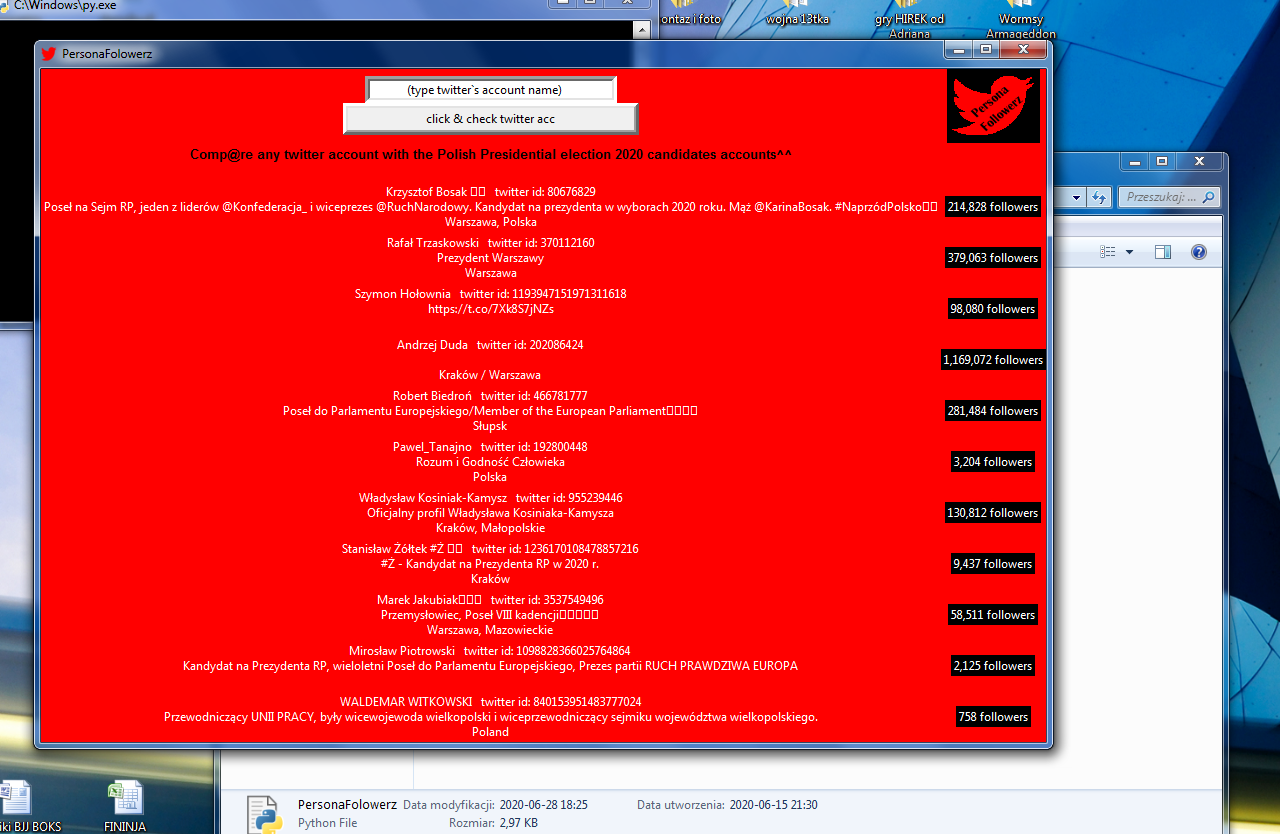 C:\Windows\py.exe
ontaz i foto
wojna 13tka
gry HIREK od
Adriana
Wormsy
Armageddon
PersonaFolowerz
(type twitter`s account name)
click & check twitter acc
Persona
Followerz
Comp@re any twitter account with the Polish Presidential election 2020 candidates accounts^^
Krzysztof Bosak ▯▯ twitter id: 80676829
Poseł na Sejm RP, jeden z liderów @Konfederacja_ i wiceprezes @RuchNarodowy. Kandydat na prezydenta w wyborach 2020 roku. Mąż @KarinaBosak. #NaprzódPolsko▯▯
Warszawa, Polska
214,828 followers
Rafał Trzaskowski twitter id: 370112160
Prezydent Warszawy
Warszawa
379,063 followers
Szymon Hołownia twitter id: 1193947151971311618
https://t.co/7Xk8S7jNZs
98,080 followers
Andrzej Duda twitter id: 202086424
Kraków / Warszawa
1,169,072 followers
Robert Biedroń twitter id: 466781777
Poseł do Parlamentu Europejskiego/Member of the European Parliament▯▯▯▯
Słupsk
281,484 followers
Pawel_Tanajno twitter id: 192800448
Rozum i Godność Człowieka
Polska
3,204 followers
Władysław Kosiniak-Kamysz twitter id: 955239446
Oficjalny profil Władysława Kosiniaka-Kamysza
Kraków, Małopolskie
130,812 followers
Stanisław Żółtek #Ż ▯▯ twitter id: 1236170108478857216
#Ż - Kandydat na Prezydenta RP w 2020 r.
Kraków
9,437 followers
Marek Jakubiak▯▯▯ twitter id: 3537549496
Przemysłowiec, Poseł VIII kadencji▯▯▯▯▯
Warszawa, Mazowieckie
58,511 followers
Mirosław Piotrowski twitter id: 1098828366025764864
Kandydat na Prezydenta RP, wieloletni Poseł do Parlamentu Europejskiego, Prezes partii RUCH PRAWDZIWA EUROPA
2,125 followers
WALDEMAR WITKOWSKI twitter id: 840153951483777024
Przewodniczący UNII PRACY, były wicewojewoda wielkopolski i wiceprzewodniczący sejmiku województwa wielkopolskiego.
Poland
758 followers
Przeszukaj: ...
PersonaFolowerz Data modyfikacji: 2020-06-28 18:25 Data utworzenia: 2020-06-15 21:30
Python File Rozmiar: 2,97 KB
iki BJJ BOKS
FININJA